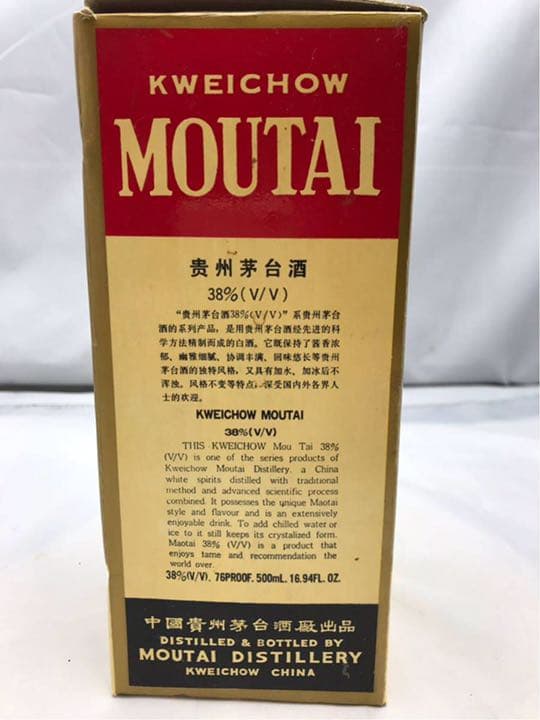 KWEICHOW
MOUTAI
贵州茅台酒
38%(V/V)
“贵州茅台酒38%(V/V)”系贵州茅台
酒的系列产品，是用贵州茅台酒经先进的科
学方法精制而成的白酒。它既保持了酱香浓
郁、幽雅细腻、协调丰满、回味悠长等贵州
茅台酒的独特风格，又具有加水、加冰后不
浑浊。风格不变等特点，深受国内外各界人
士的欢迎。
KWEICHOW MOUTAI
38%(V/V)
THIS KWEICHOW Mou Tai 38%
(V/V) is one of the series products of
Kweichow Moutai Distillery. a China
white spirits distilled with traditional
method and advanced scientific process
combined. It possesses the unique Maotai
style and flavour and is an extensively
enjoyable drink. To add chilled water or
ice to it still keeps its crystalized form.
Maotai 38% (V/V) is a product that
enjoys tame and recommendation the
world over.
38%(V/V). 76PROOF. 500mL. 16.94FL. OZ.
中國貴州茅台酒廠出品
DISTILLED & BOTTLED BY
MOUTAI DISTILLERY
KWEICHOW CHINA